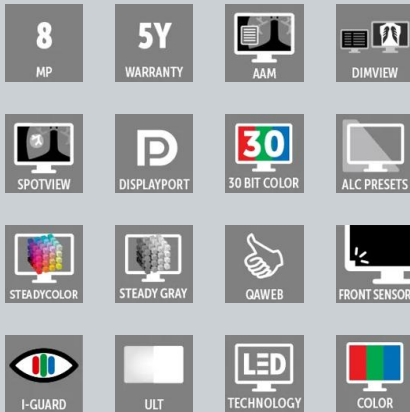 8
MP
5Y
WARRANTY
AAM
DIMVIEW
SPOTVIEW
DISPLAYPORT
30
30 BIT COLOR
ALC PRESETS
STEADYCOLOR
STEADY GRAY
QAWEB
FRONT SENSOR
I-GUARD
ULT
LED
TECHNOLOGY
COLOR